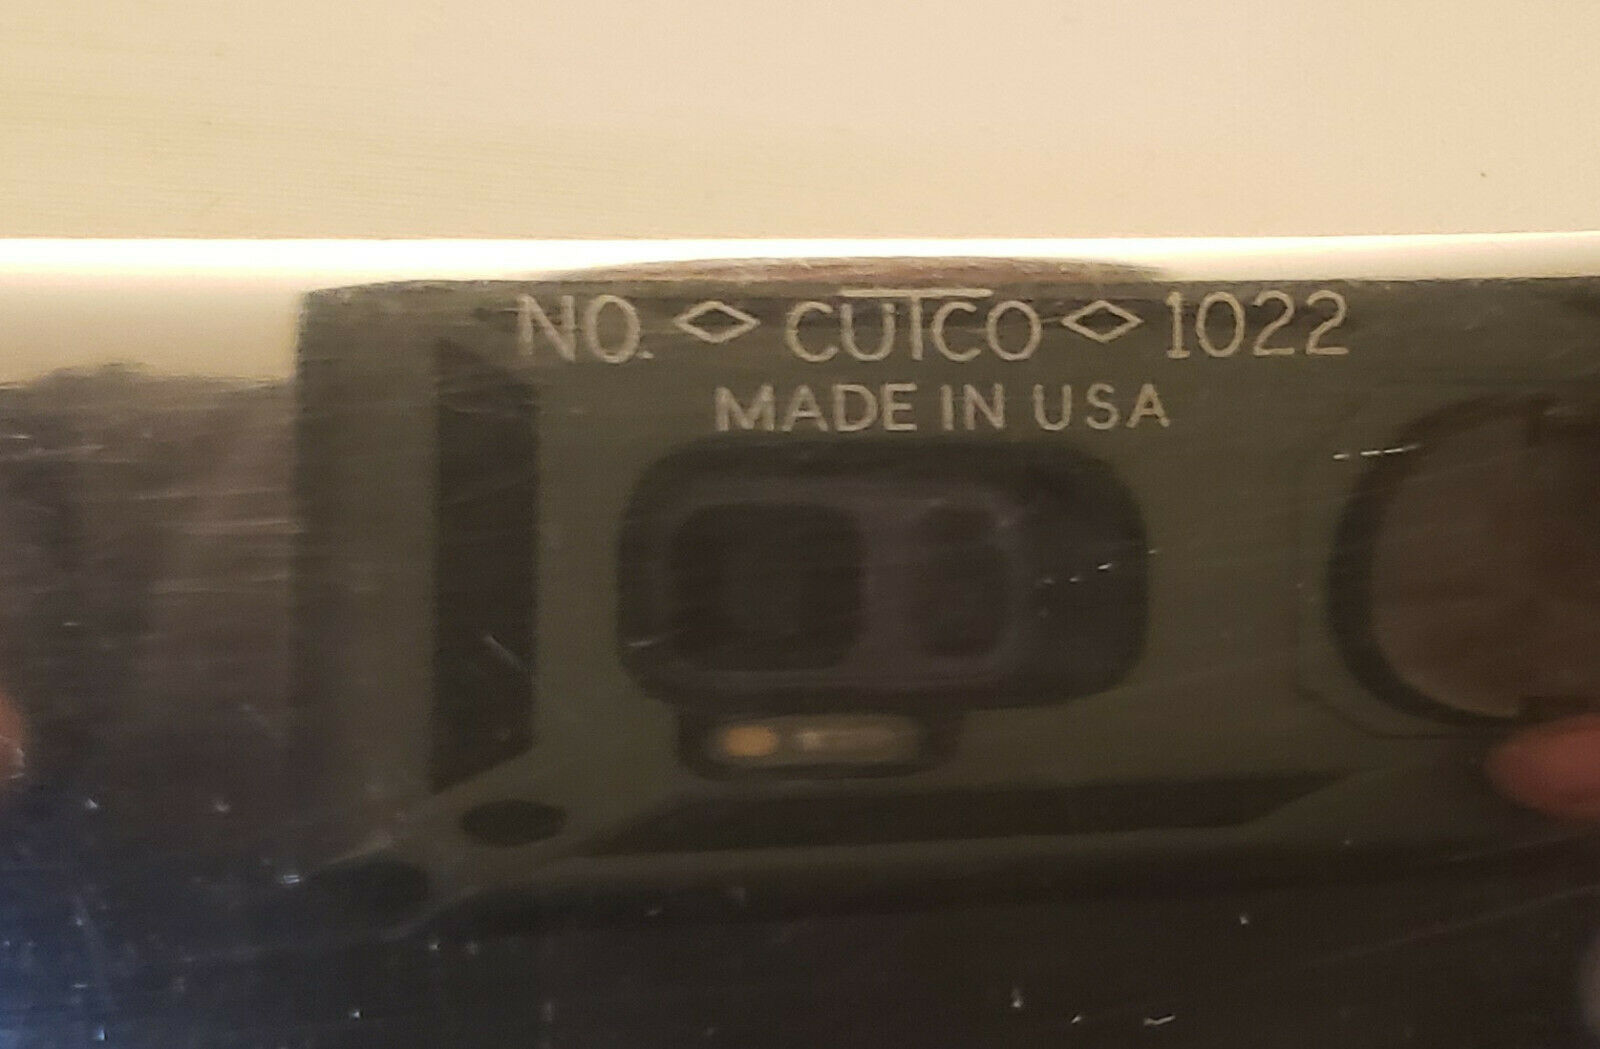 NO. ◇ CUTCO ◇ 1022
MADE IN USA